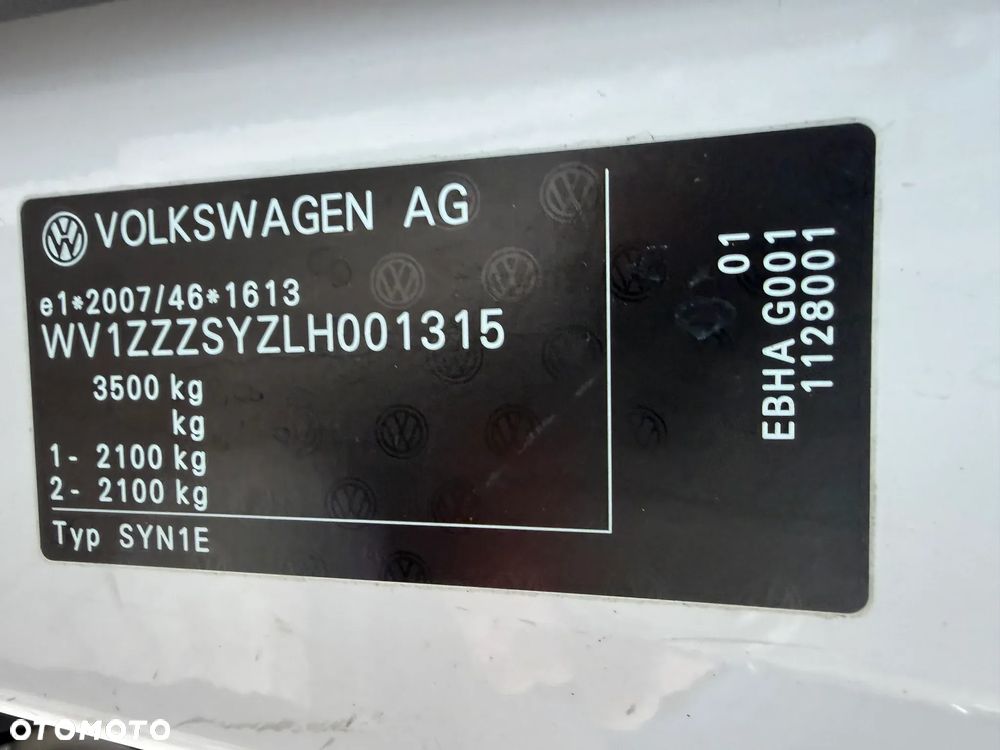 VOLKSWAGEN AG
e1*2007/46*1613
WV1ZZZSYZLH001315
3500 kg
kg
1- 2100 kg
2- 2100 kg
Typ SYN1E
01
EBHA G001
1128001
OTOMOTO